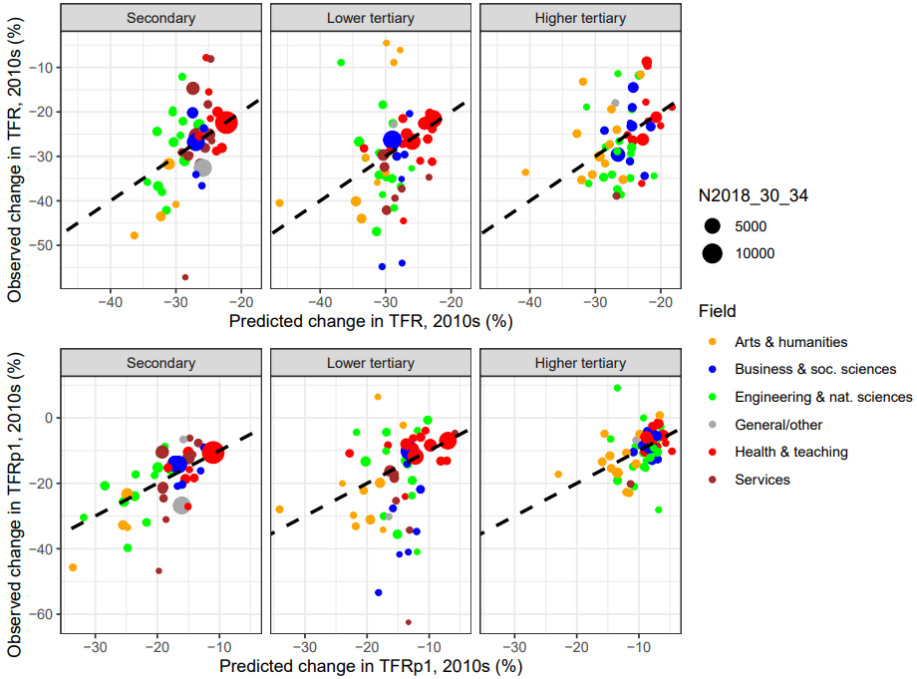 Secondary
Lower tertiary
Higher tertiary
Observed change in TFR, 2010s (%)
−10
−20
−30
−40
−50
−40
−30
−20
−40
−30
−20
−40
−30
−20
Predicted change in TFR, 2010s (%)
N2018_30_34
5000
10000
Field
Arts & humanities
Business & soc. sciences
Engineering & nat. sciences
General/other
Health & teaching
Services
Secondary
Lower tertiary
Higher tertiary
Observed change in TFRp1, 2010s (%)
0
−20
−40
−60
−30
−20
−10
−30
−20
−10
−30
−20
−10
Predicted change in TFRp1, 2010s (%)